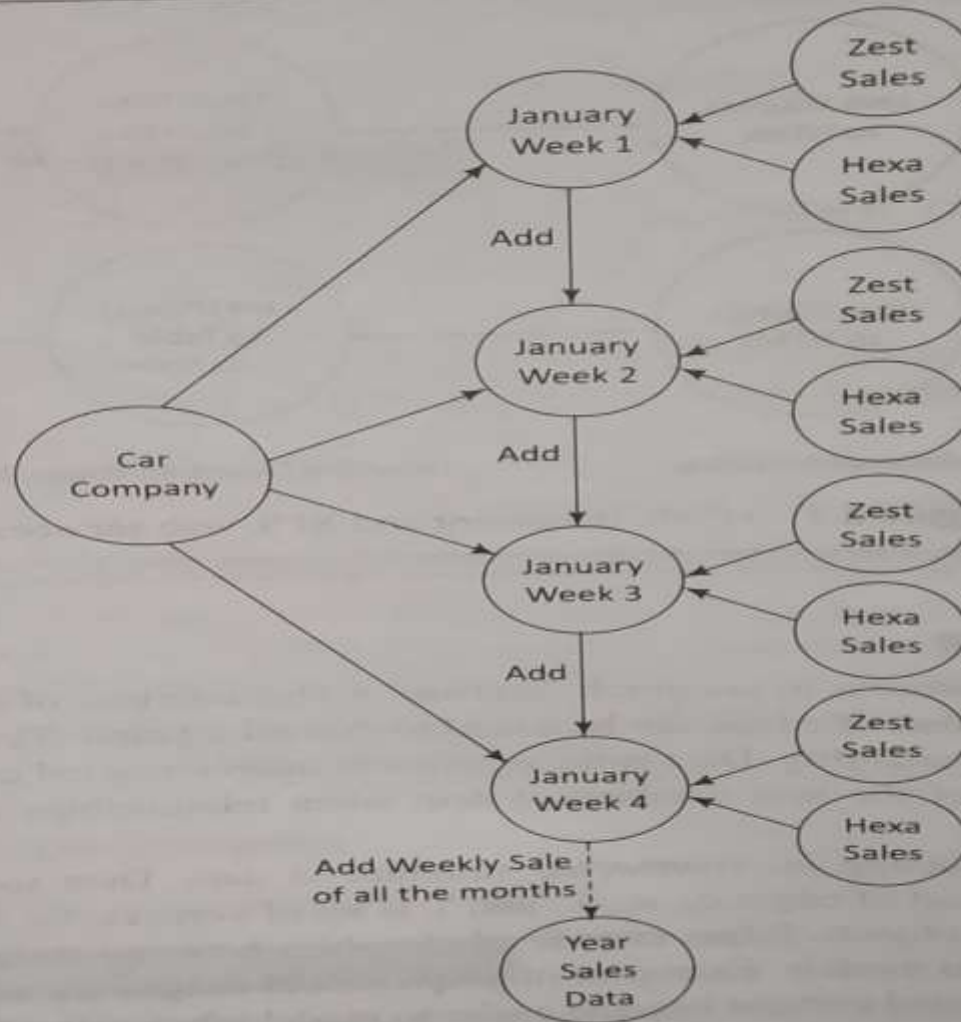 Zest
Sales
January
Week 1
Hexa
Sales
Add
Zest
Sales
January
Week 2
Hexa
Sales
Add
Car
Company
Zest
Sales
January
Week 3
Hexa
Sales
Add
Zest
Sales
January
Week 4
Hexa
Sales
Add Weekly Sale
of all the months
Year
Sales
Data